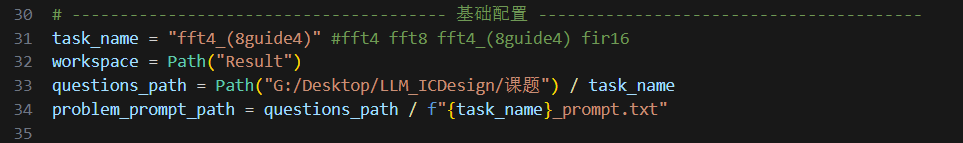 30 # ------------------------------------- 基础配置 --------------------------------------
31 task_name = "fft4_(8guide4)" #fft4 fft8 fft4_(8guide4) fir16
32 workspace = Path("Result")
33 questions_path = Path("G:/Desktop/LLM_ICDesign/课题") / task_name
34 problem_prompt_path = questions_path / f"{task_name}_prompt.txt"
35